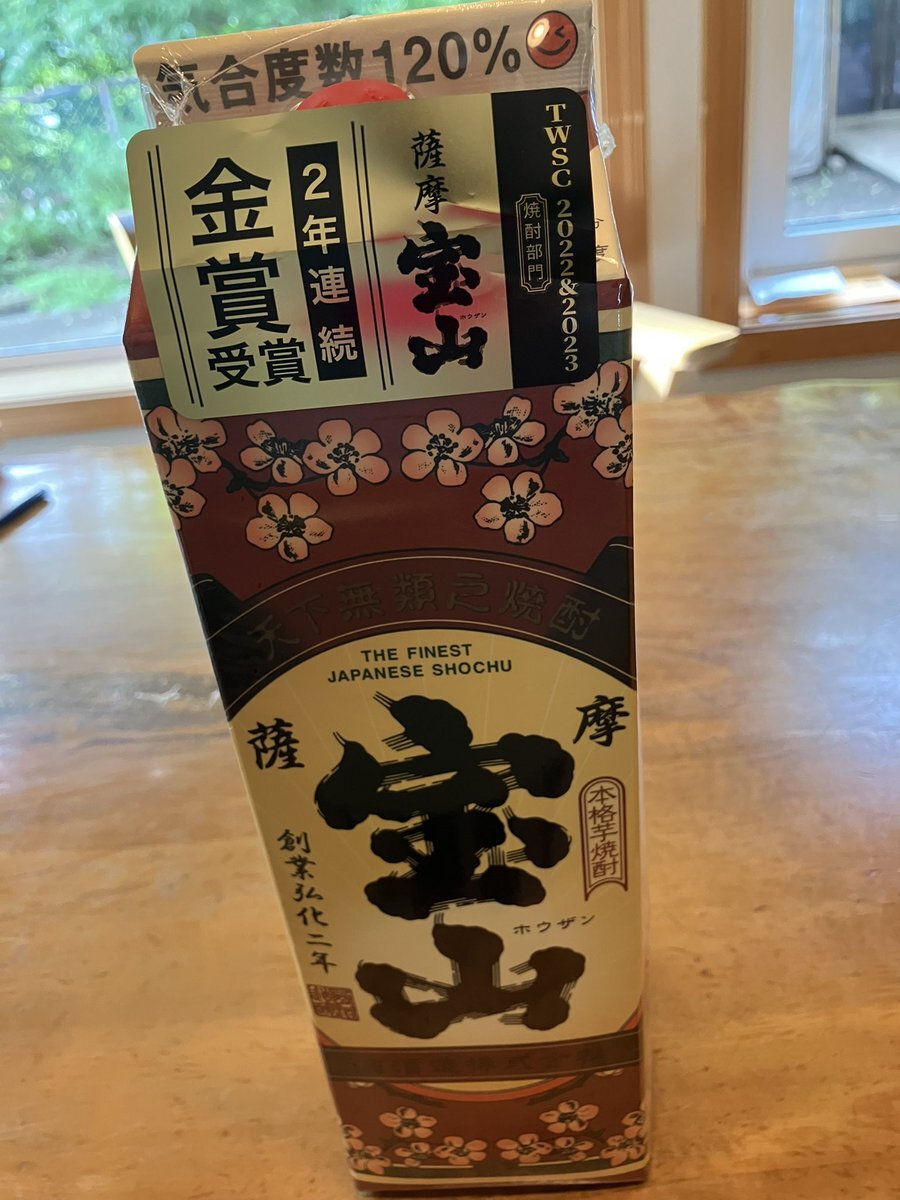 気合度数120%
TWSC 2022&2023
焼酎部門
薩摩
宝山
ホウザン
2年連続
金賞
受賞
天下無類之焼酎
THE FINEST
JAPANESE SHOCHU
薩摩
宝山
ホウザン
本格芋焼酎
創業弘化二年